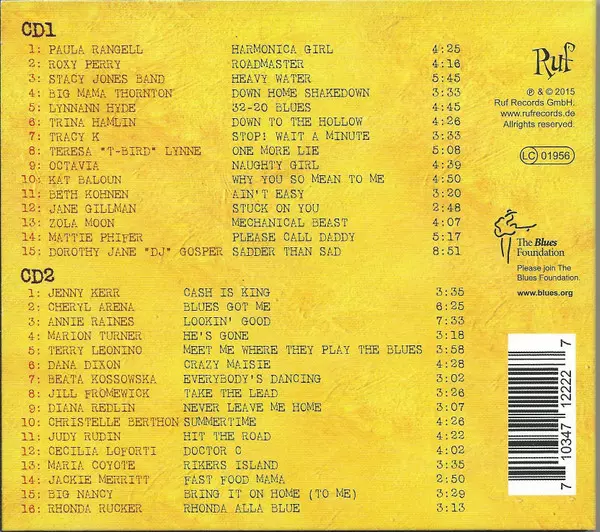 CD1
1: PAULA RANGELL HARMONICA GIRL 4:25
2: ROXY PERRY ROADMASTER 4:16
3: STACY JONES BAND HEAVY WATER 5:45
4: BIG MAMA THORNTON DOWN HOME SHAKEDOWN 3:33
5: LYNNANN HYDE 32-20 BLUES 4:45
6: TRINA HAMLIN DOWN TO THE HOLLOW 4:26
7: TRACY K STOP! WAIT A MINUTE 3:33
8: TERESA "T-BIRD" LYNNE ONE MORE LIE 5:08
9: OCTAVIA NAUGHTY GIRL 4:39
10: KAT BALOUN WHY YOU SO MEAN TO ME 4:50
11: BETH KOHNEN AIN'T EASY 3:20
12: JANE GILLMAN STUCK ON YOU 2:48
13: ZOLA MOON MECHANICAL BEAST 4:07
14: MATTIE PHIFER PLEASE CALL DADDY 5:17
15: DOROTHY JANE "DJ" GOSPER SADDER THAN SAD 8:51
CD2
1: JENNY KERR CASH IS KING 3:35
2: CHERYL ARENA BLUES GOT ME 6:25
3: ANNIE RAINES LOOKIN' GOOD 7:33
4: MARION TURNER HE'S GONE 3:18
5: TERRY LEONINO MEET ME WHERE THEY PLAY THE BLUES 3:58
6: DANA DIXON CRAZY MAISIE 4:28
7: BEATA KOSSOWSKA EVERYBODY'S DANCING 3:02
8: JILL FROMEWICK TAKE THE LEAD 3:26
9: DIANA REDLIN NEVER LEAVE ME HOME 3:07
10: CHRISTELLE BERTHON SUMMERTIME 4:26
11: JUDY RUDIN HIT THE ROAD 4:22
12: CECILIA LOFORTI DOCTOR C 4:02
13: MARIA COYOTE RIKERS ISLAND 3:35
14: JACKIE MERRITT FAST FOOD MAMA 2:50
15: BIG NANCY BRING IT ON HOME (TO ME) 3:29
16: RHONDA RUCKER RHONDA ALLA BLUE 3:13
Ruf
℗ & © 2015
Ruf Records GmbH.
www.rufrecords.de
Allrights reserved.
LC 01956
The Blues
Foundation
Please join The
Blues Foundation.
www.blues.org
7 10347 12222 7